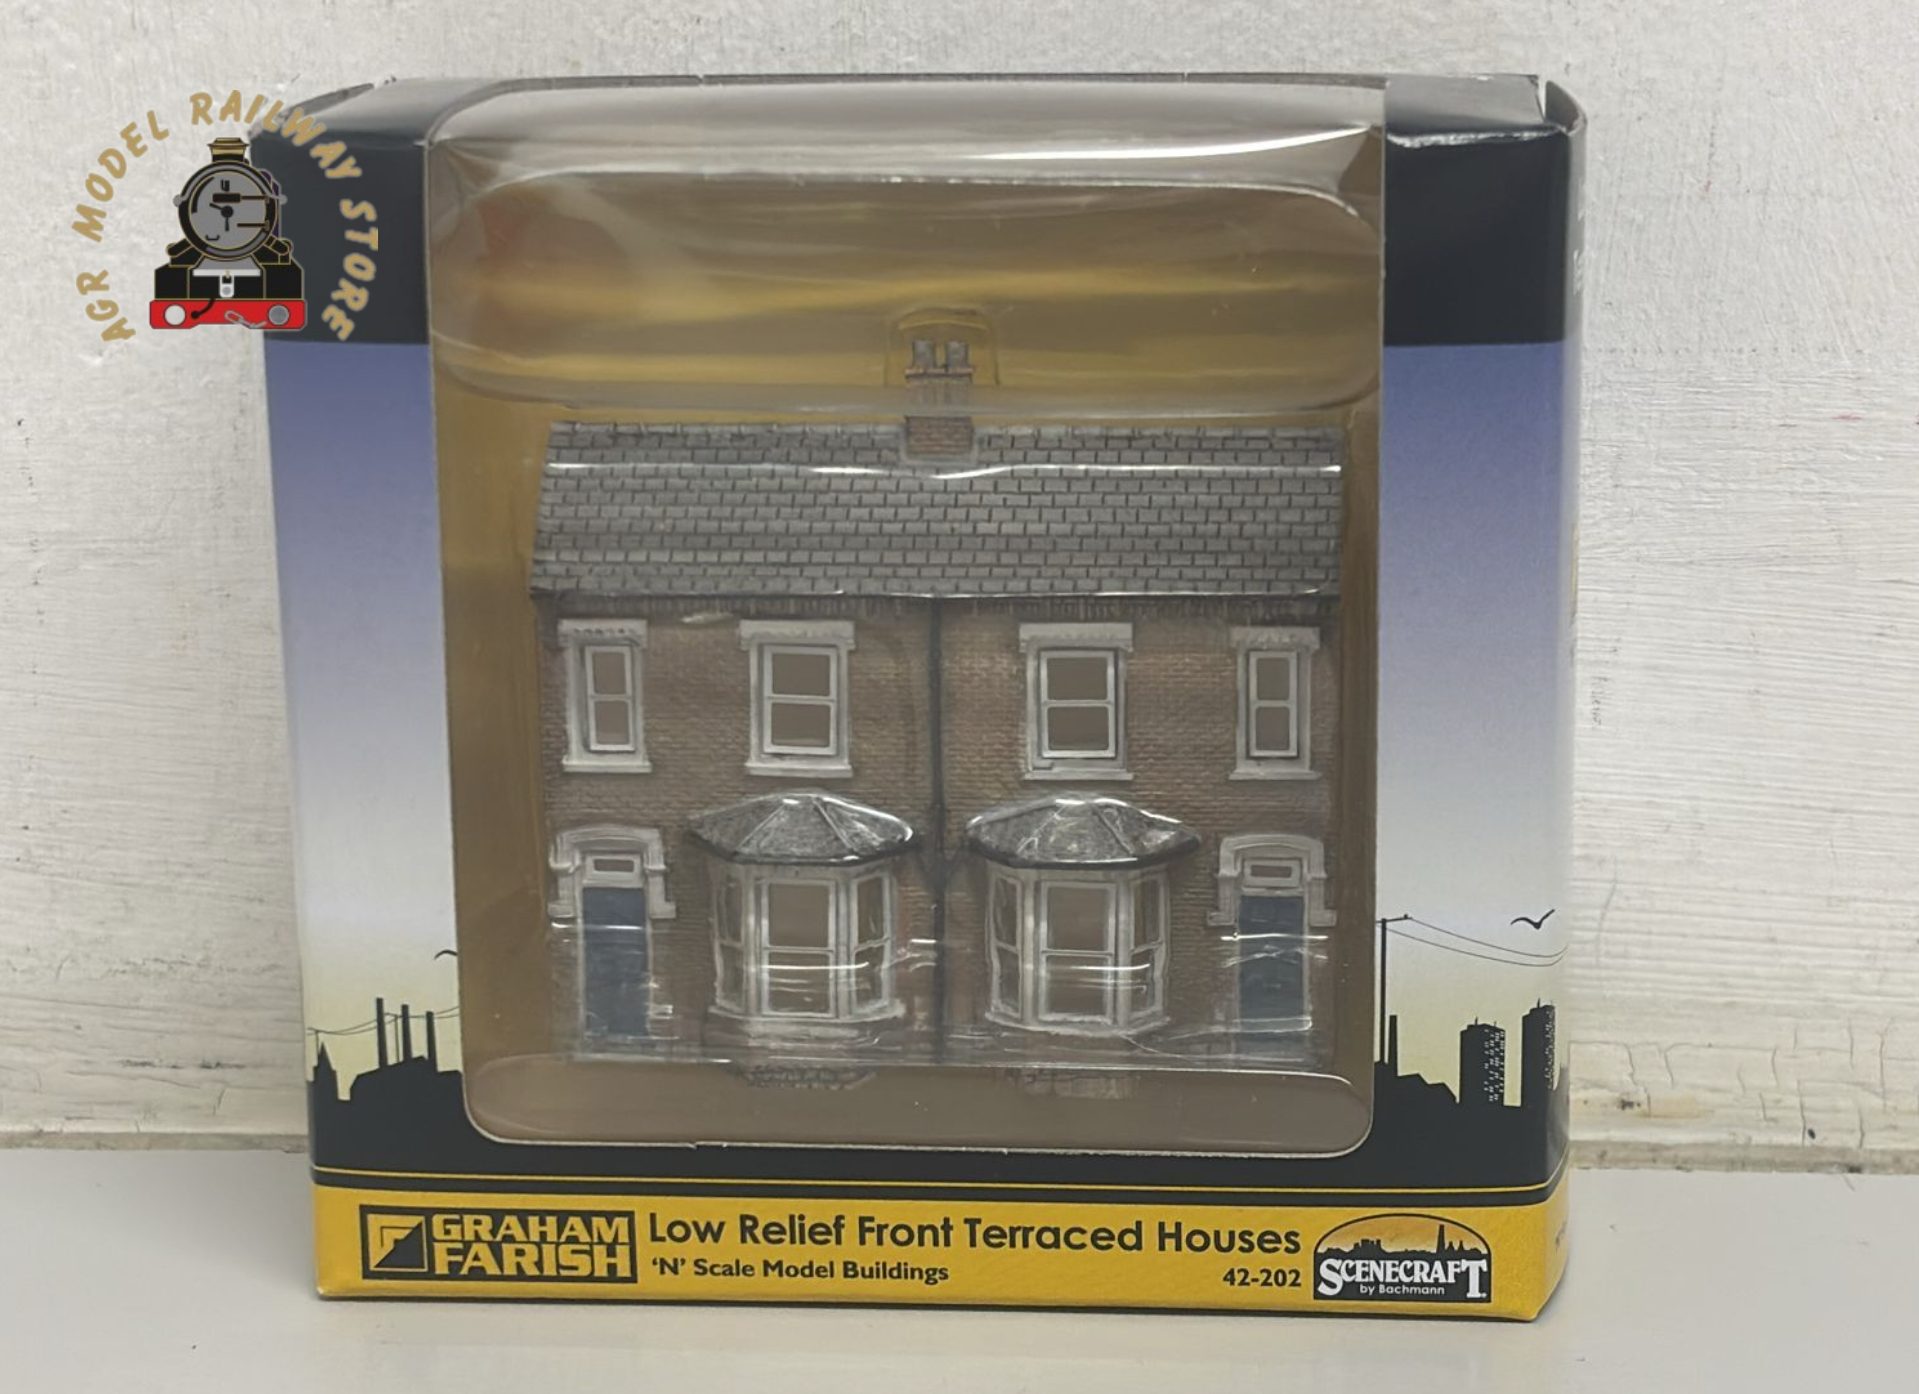 AGR MODEL RAILWAY STORE
GRAHAM
FARISH
Low Relief Front Terraced Houses
'N' Scale Model Buildings
42-202
SCENECRAFT
by Bachmann